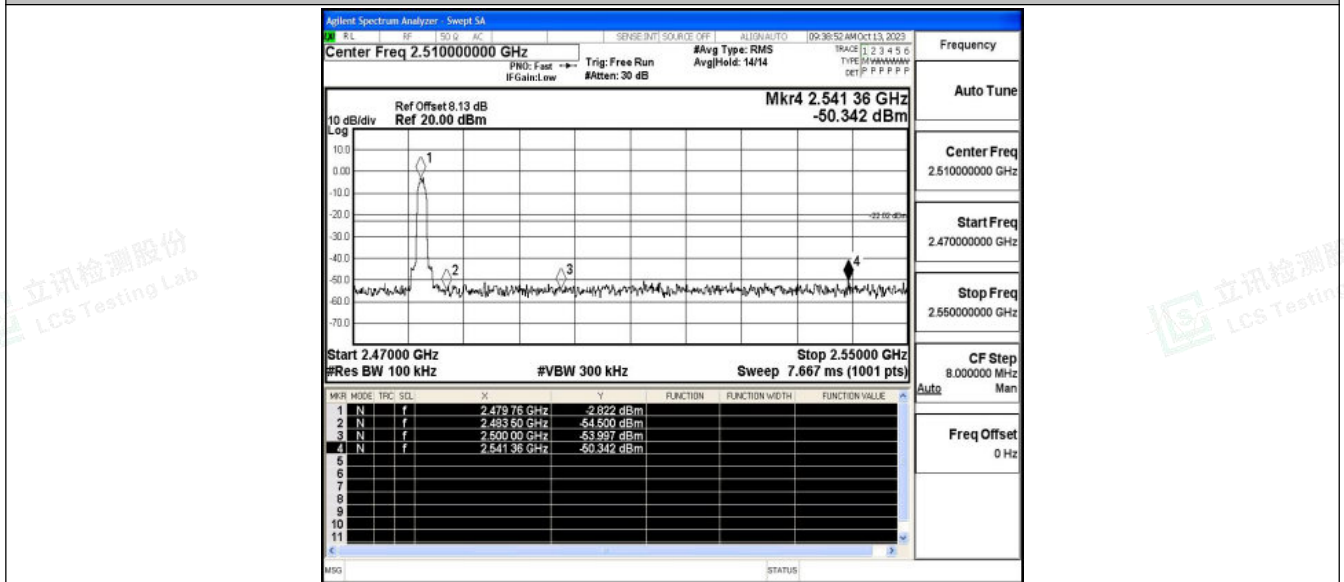 Agilent Spectrum Analyzer - Swept SA
RL RF 50 Ω AC SENSE:INT SOURCE OFF ALIGNAUTO 09:38:52 AM Oct 13, 2023
Center Freq 2.510000000 GHz
PNO: Fast
IFGain:Low
Trig: Free Run
#Atten: 30 dB
#Avg Type: RMS
Avg|Hold: 14/14
TRACE 1 2 3 4 5 6
TYPE M WWWWW
DET P P P P P P
Mkr4 2.541 36 GHz
-50.342 dBm
Ref Offset 8.13 dB
10 dB/div Ref 20.00 dBm
Log
10.0
0.00
-10.0
-20.0
-30.0
-40.0
-50.0
-60.0
-70.0
1
2
3
4
-22.82 dBm
Start 2.47000 GHz Stop 2.55000 GHz
#Res BW 100 kHz #VBW 300 kHz Sweep 7.667 ms (1001 pts)
MKR MODE TRC SCL X Y FUNCTION FUNCTION WIDTH FUNCTION VALUE
1 N f 2.479 76 GHz -2.822 dBm
2 N f 2.483 50 GHz -54.500 dBm
3 N f 2.500 00 GHz -53.997 dBm
4 N f 2.541 36 GHz -50.342 dBm
5
6
7
8
9
10
11
MSG STATUS
Frequency
Auto Tune
Center Freq
2.510000000 GHz
Start Freq
2.470000000 GHz
Stop Freq
2.550000000 GHz
CF Step
8.000000 MHz
Auto Man
Freq Offset
0 Hz
立讯检测股份
LCS Testing Lab
立讯检测
LCS Testin